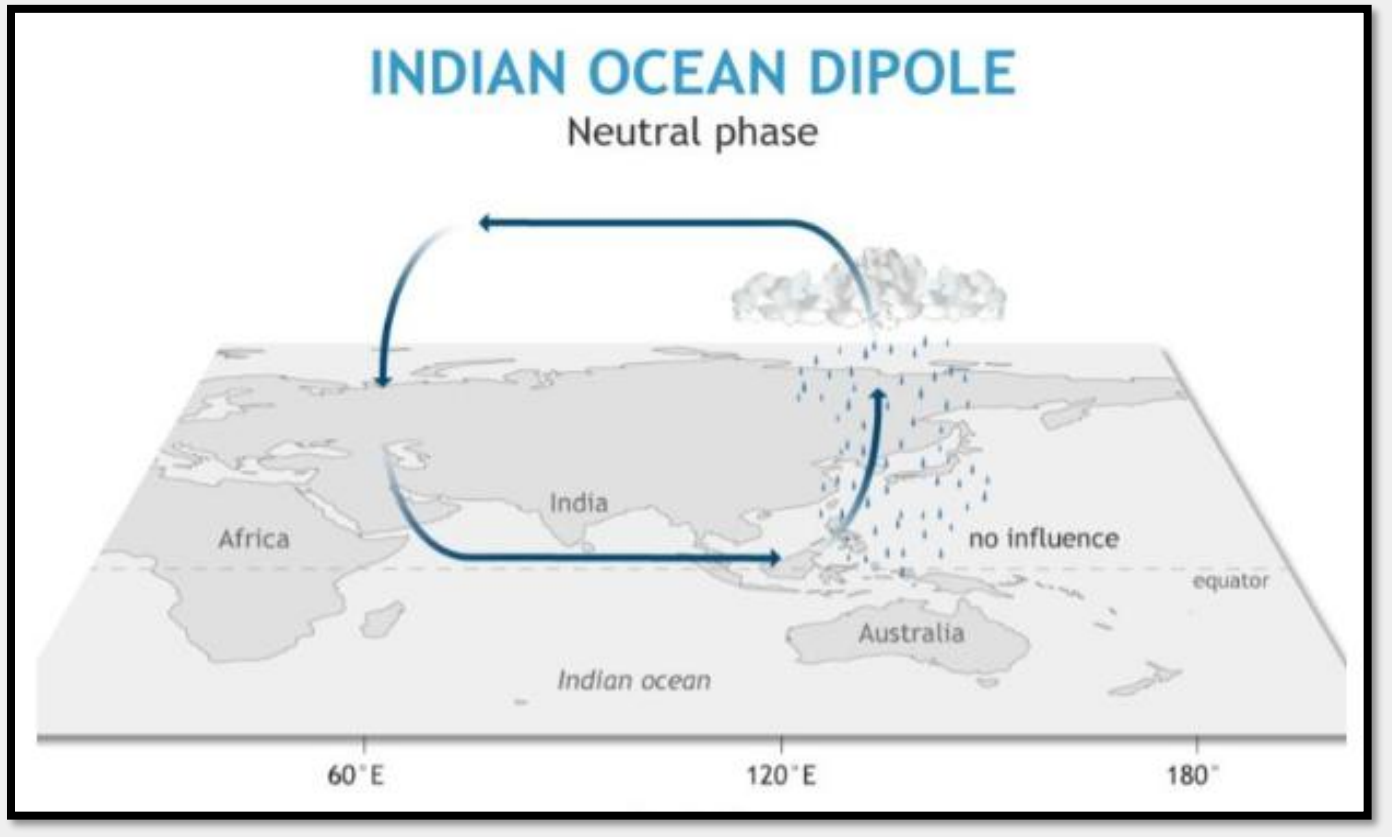 INDIAN OCEAN DIPOLE
Neutral phase
India
Africa
no influence
equator
Australia
Indian ocean
60°E
120°E
180°